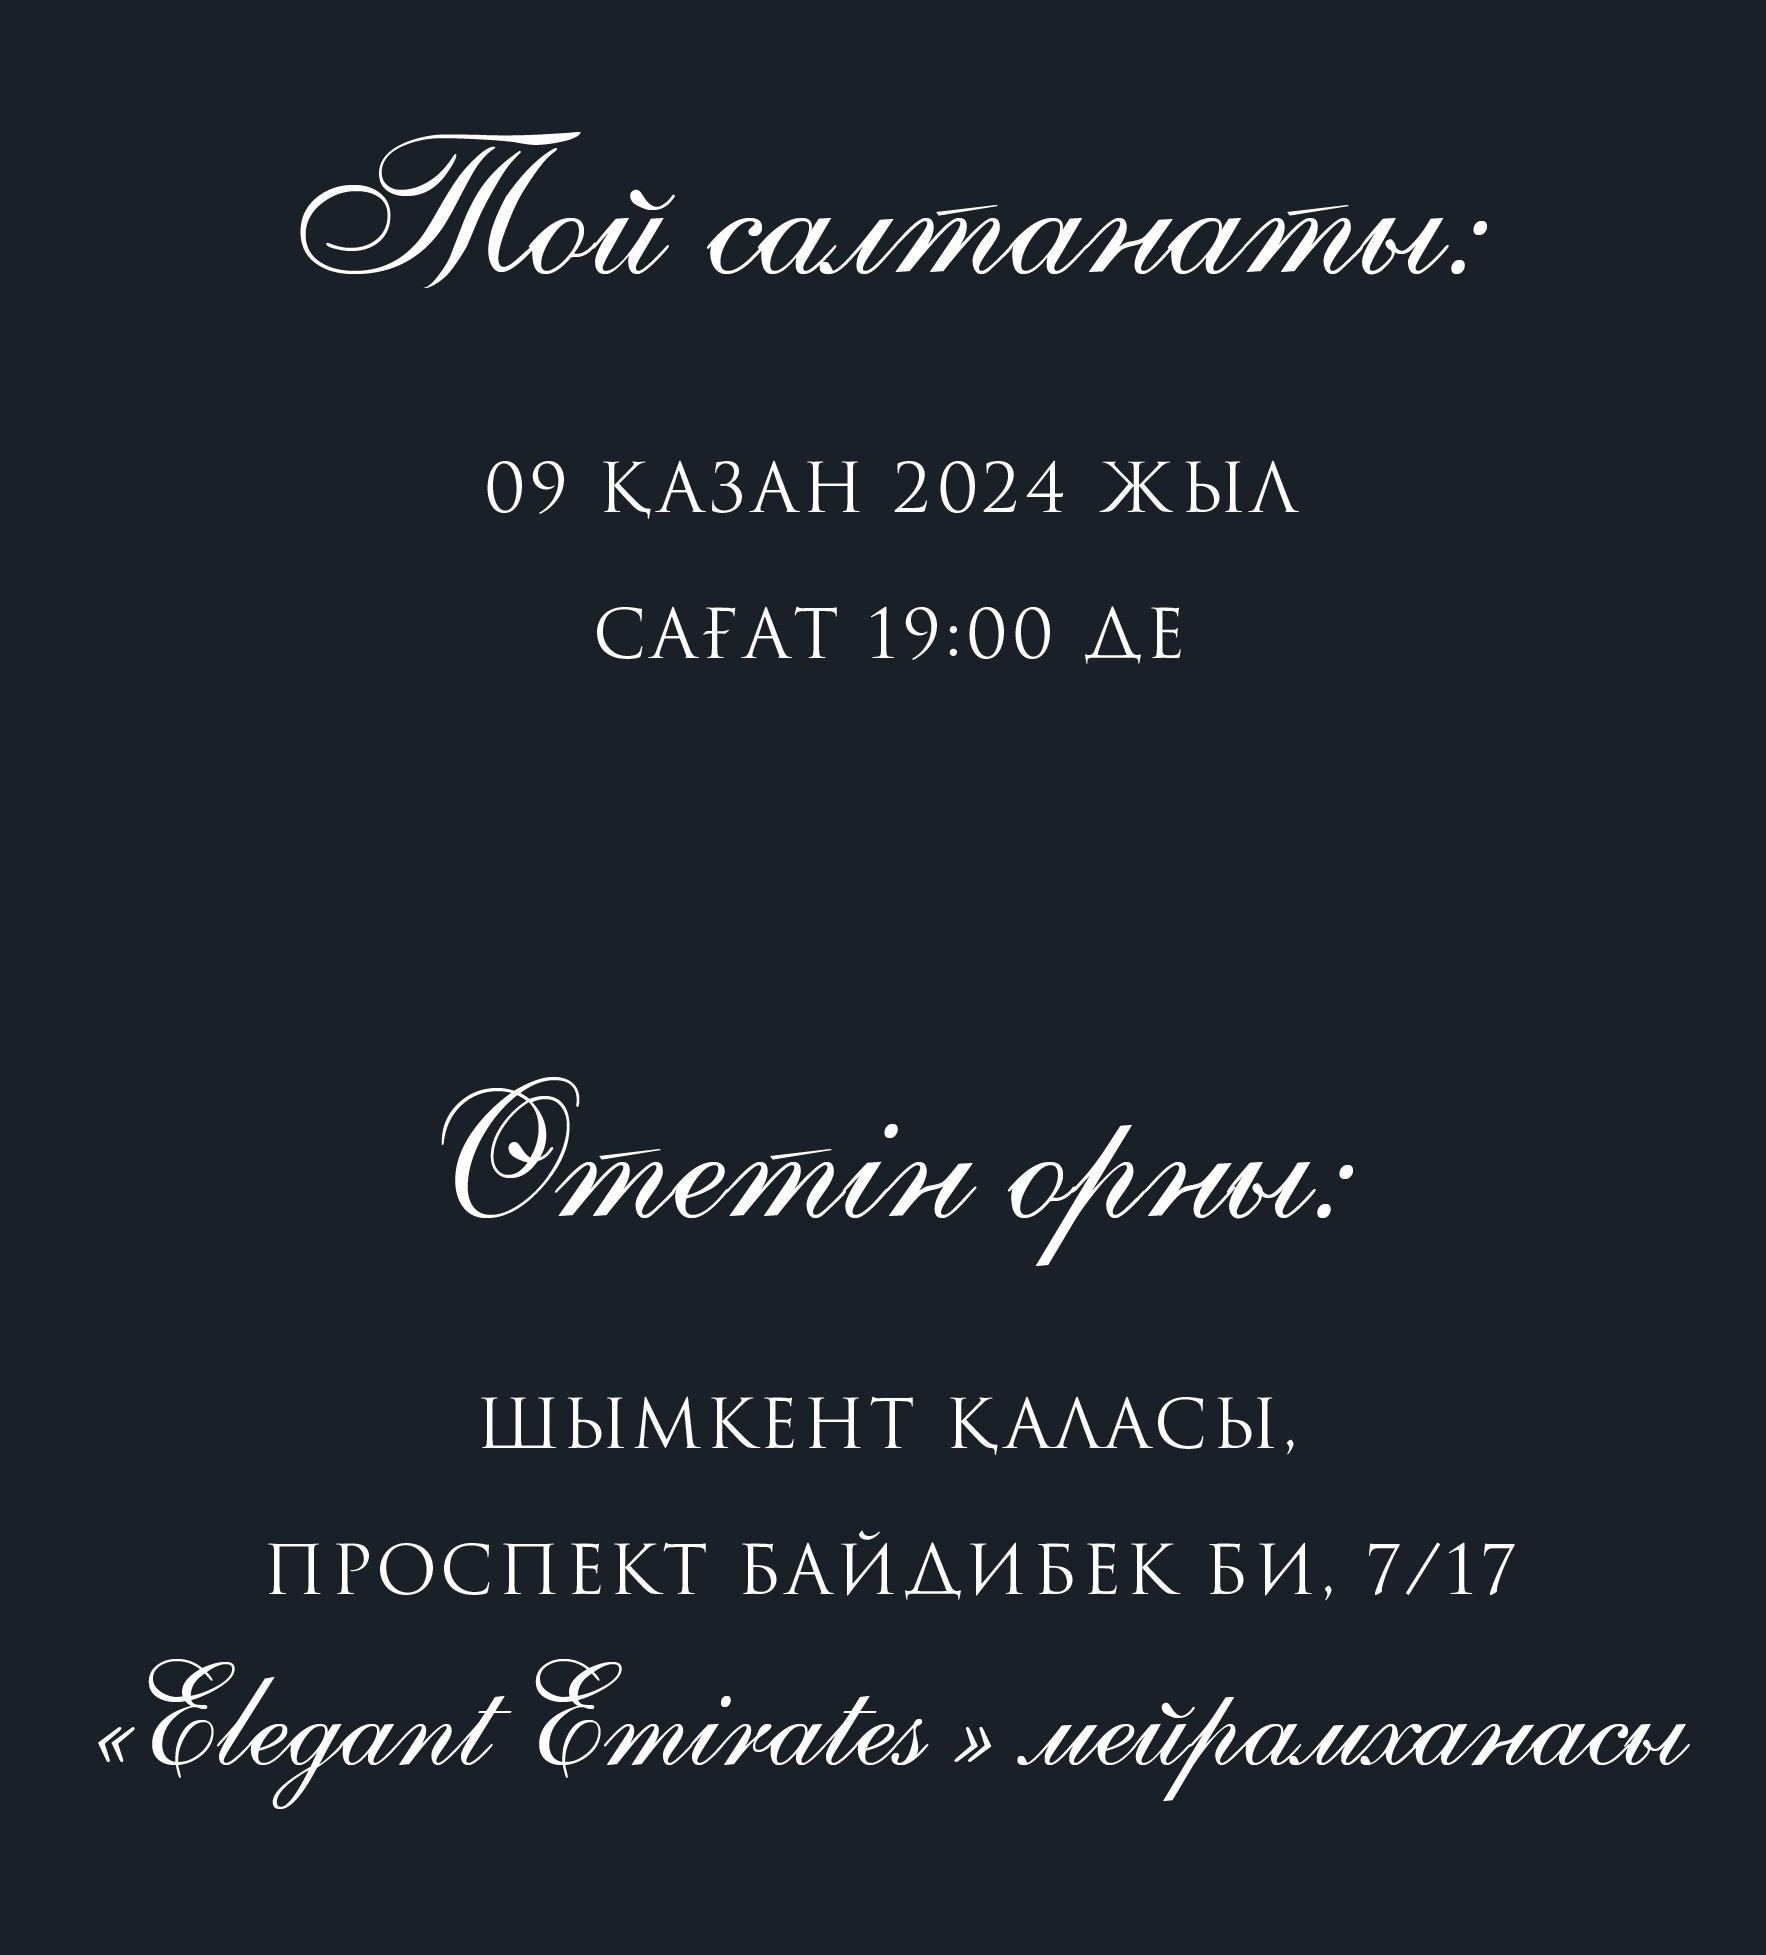 Той салтанаты:
09 ҚАЗАН 2024 ЖЫЛ
САҒАТ 19:00 ДЕ
Өтетін орны:
ШЫМКЕНТ ҚАЛАСЫ,
ПРОСПЕКТ БАЙДИБЕК БИ, 7/17
«Elegant Emirates » мейрамханасы